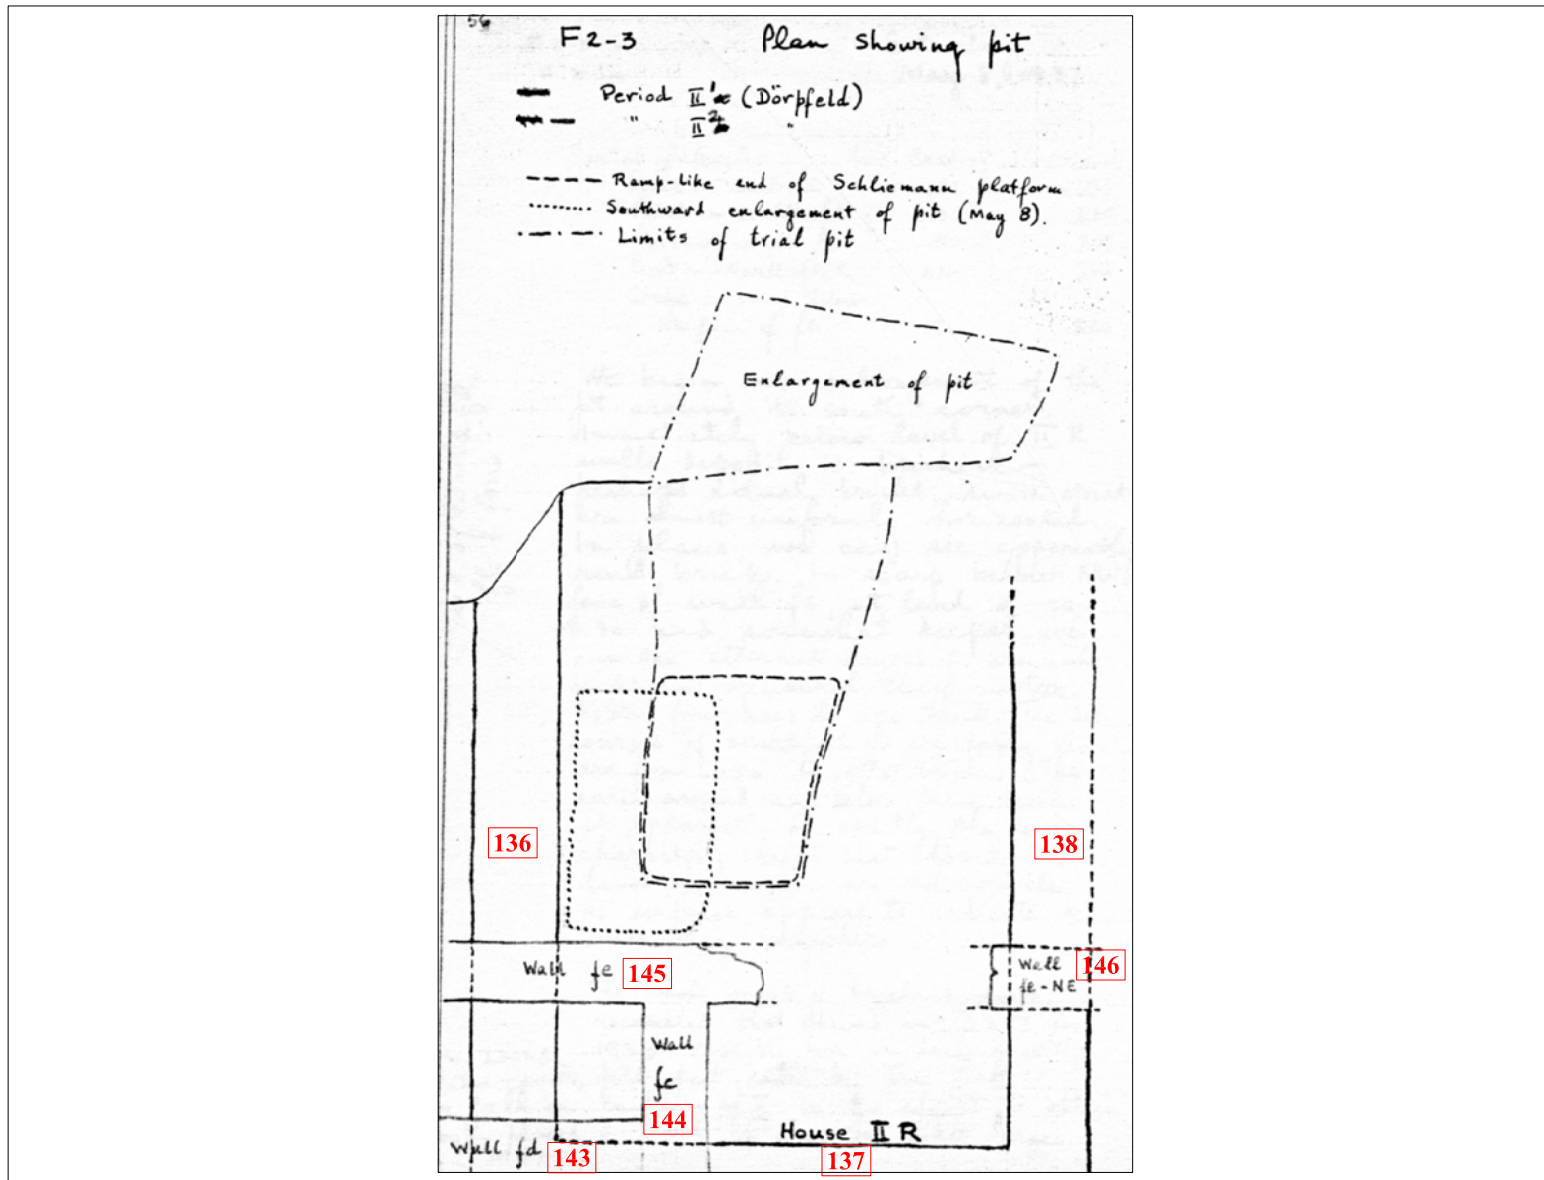 56
F2-3 Plan showing pit
Period II' (Dörpfeld)
" II² "
Ramp-like end of Schliemann platform
Southward enlargement of pit (May 8).
Limits of trial pit
Enlargement of pit
136
138
Wall fe 145
Wall 146
fe-NE
Wall
fc
144
House II R
Wall fd 143
137